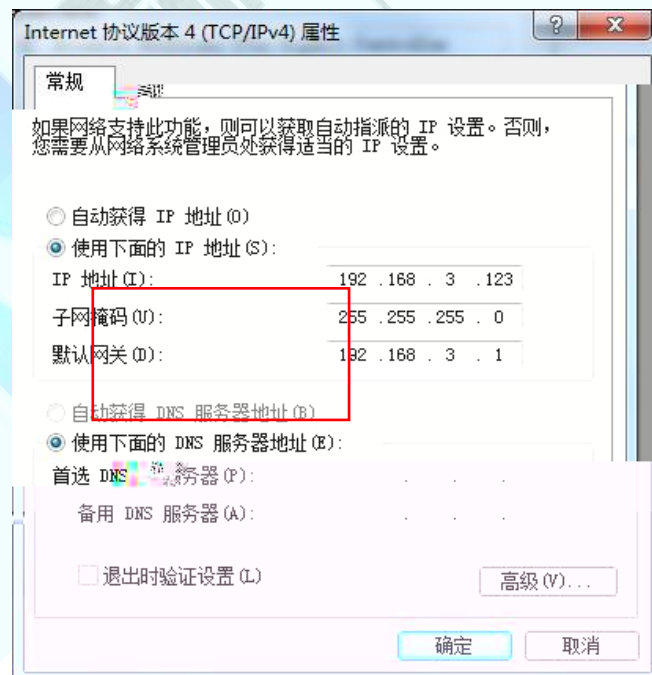 Internet 协议版本 4 (TCP/IPv4) 属性
常规
如果网络支持此功能，则可以获取自动指派的 IP 设置。否则，
您需要从网络系统管理员处获得适当的 IP 设置。
自动获得 IP 地址(O)
使用下面的 IP 地址(S):
IP 地址(I): 192 .168 . 3 .123
子网掩码(U): 255 .255 .255 . 0
默认网关(D): 192 .168 . 3 . 1
自动获得 DNS 服务器地址(B)
使用下面的 DNS 服务器地址(E):
首选 DNS 服务器(P): . . .
备用 DNS 服务器(A): . . .
退出时验证设置(L)
高级(V)...
确定 取消